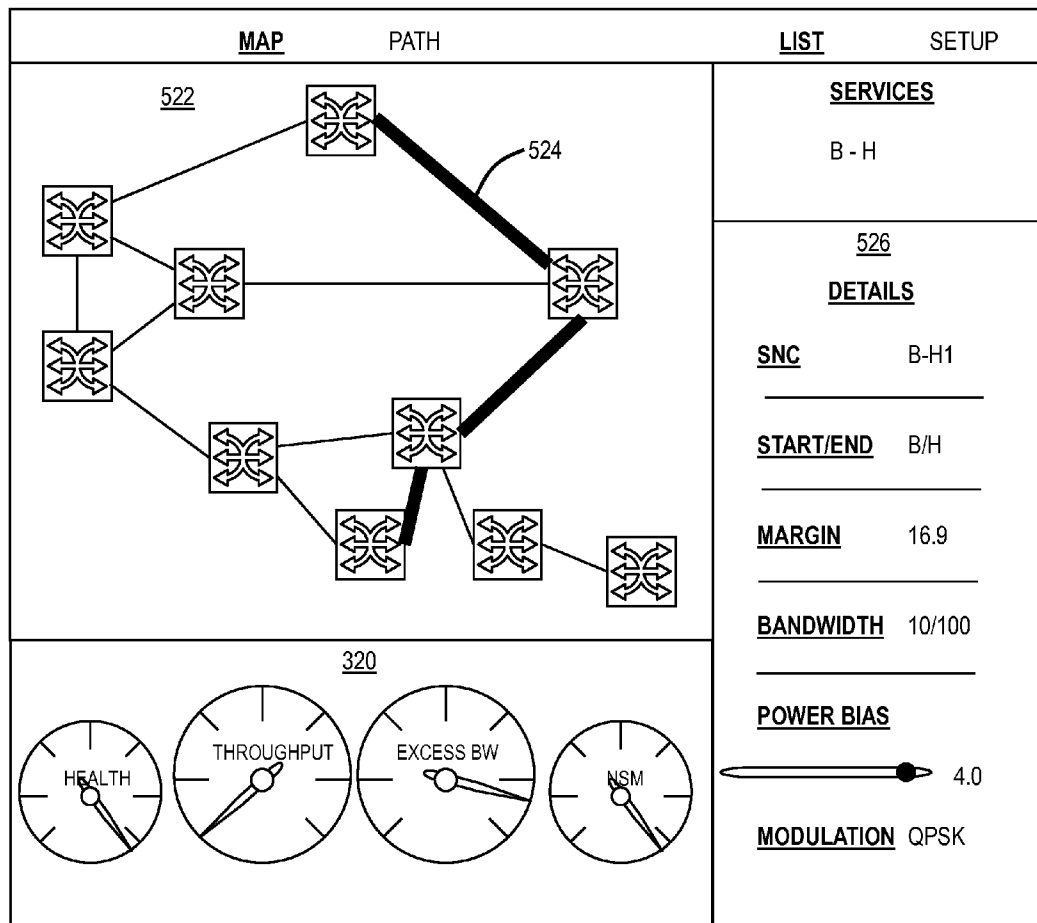 MAP PATH LIST SETUP
522
524
SERVICES
B - H
526
DETAILS
SNC B-H1
START/END B/H
MARGIN 16.9
BANDWIDTH 10/100
POWER BIAS
4.0
MODULATION QPSK
320
HEALTH THROUGHPUT EXCESS BW NSM